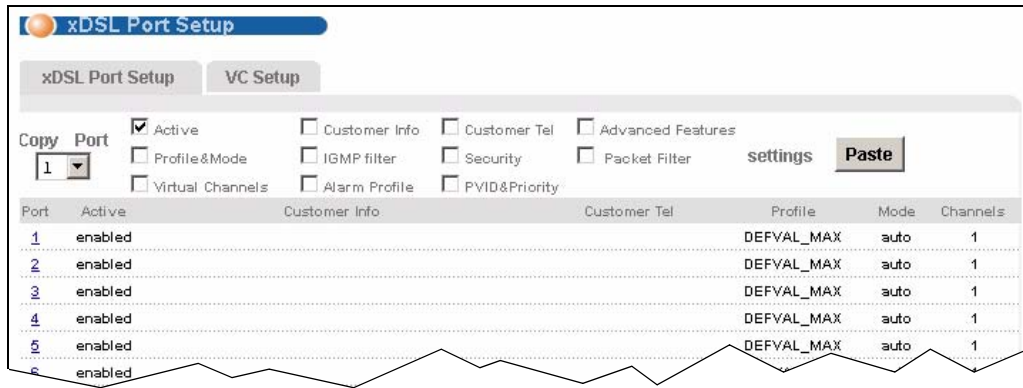 xDSL Port Setup
xDSL Port Setup VC Setup
Copy Port 1 Active Customer Info Customer Tel Advanced Features
Profile&Mode IGMP filter Security Packet Filter settings Paste
Virtual Channels Alarm Profile PVID&Priority
Port Active Customer Info Customer Tel Profile Mode Channels
1 enabled DEFVAL_MAX auto 1
2 enabled DEFVAL_MAX auto 1
3 enabled DEFVAL_MAX auto 1
4 enabled DEFVAL_MAX auto 1
5 enabled DEFVAL_MAX auto 1
enabled